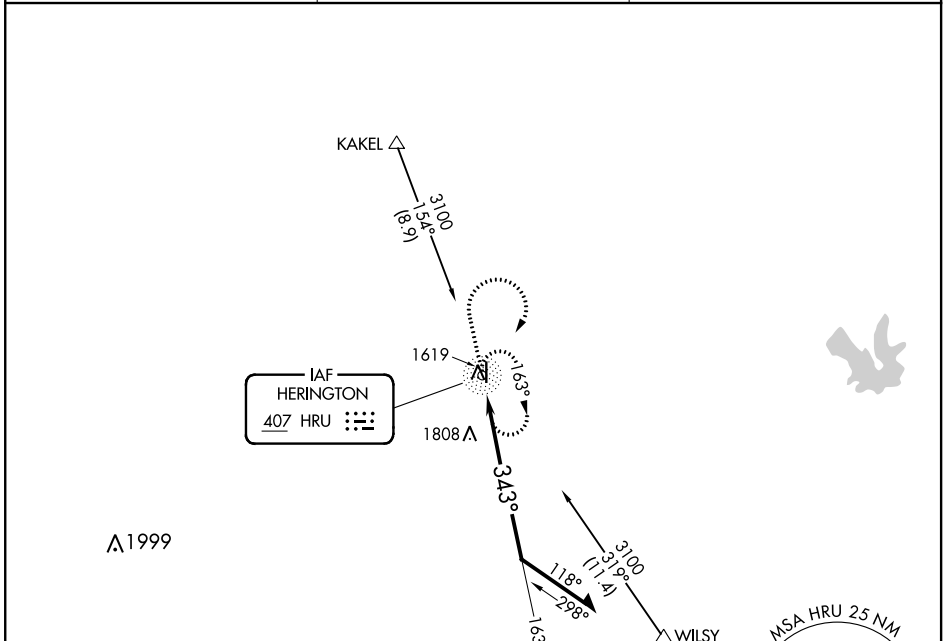 KAKEL
3100
154°
(8.9)
1619
163°
IAF
HERINGTON
407 HRU
1808
343°
1999
3100
319°
(11.4)
118°
298°
163
WILSY
MSA HRU 25 NM